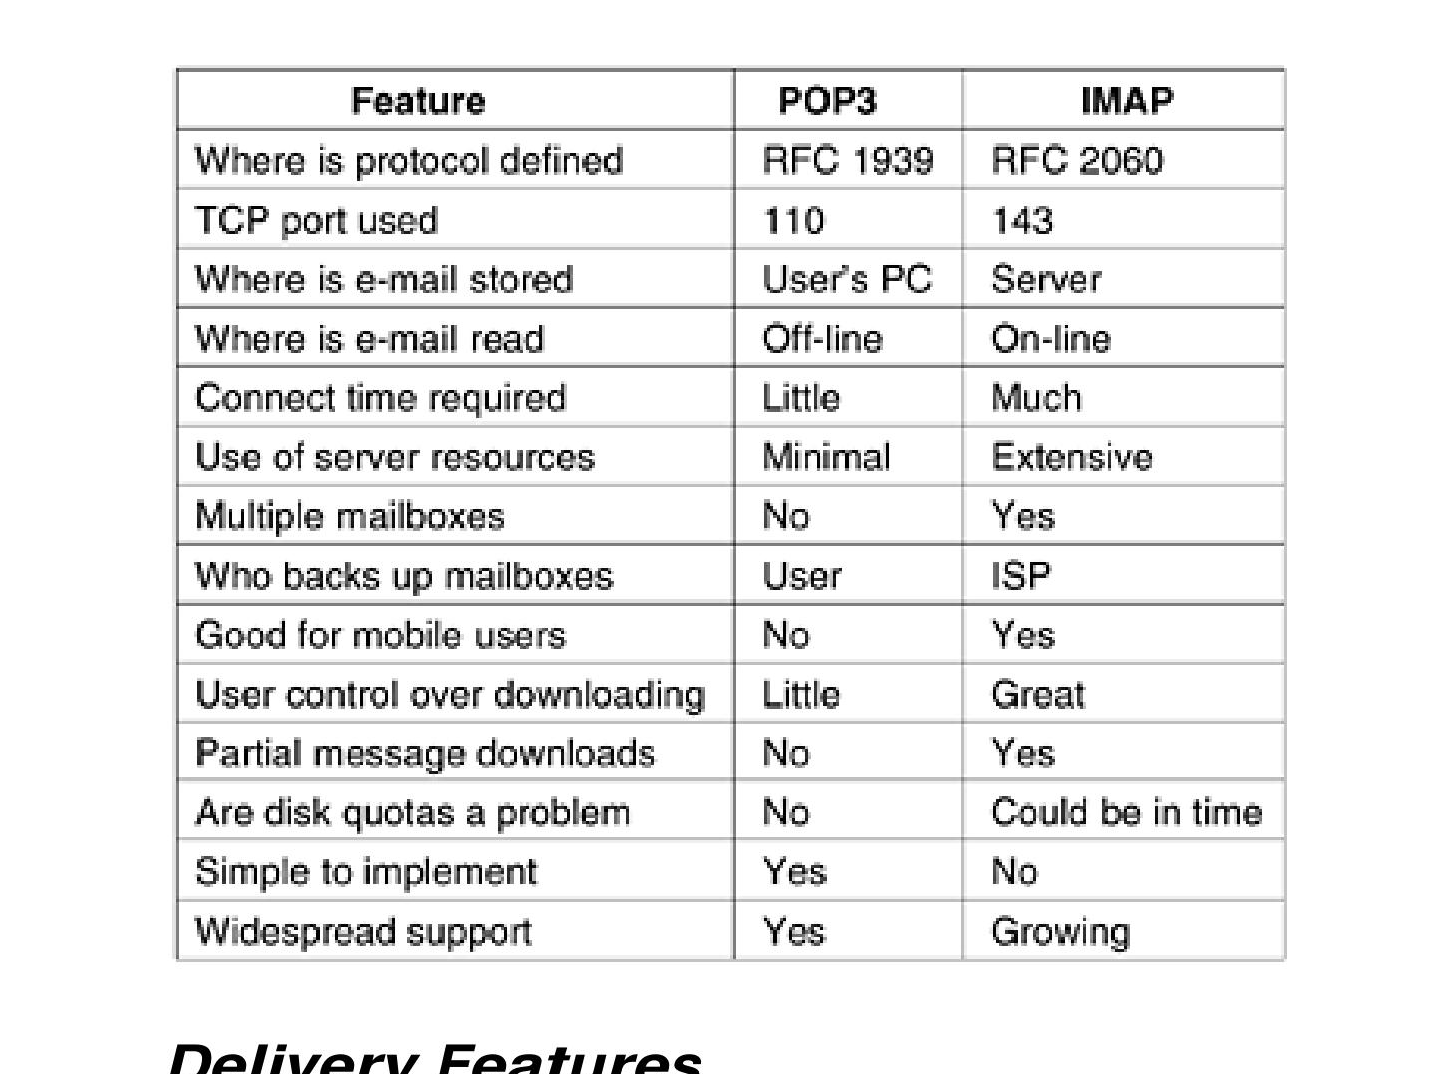 Feature POP3 IMAP
Where is protocol defined RFC 1939 RFC 2060
TCP port used 110 143
Where is e-mail stored User's PC Server
Where is e-mail read Off-line On-line
Connect time required Little Much
Use of server resources Minimal Extensive
Multiple mailboxes No Yes
Who backs up mailboxes User ISP
Good for mobile users No Yes
User control over downloading Little Great
Partial message downloads No Yes
Are disk quotas a problem No Could be in time
Simple to implement Yes No
Widespread support Yes Growing
Delivery Features